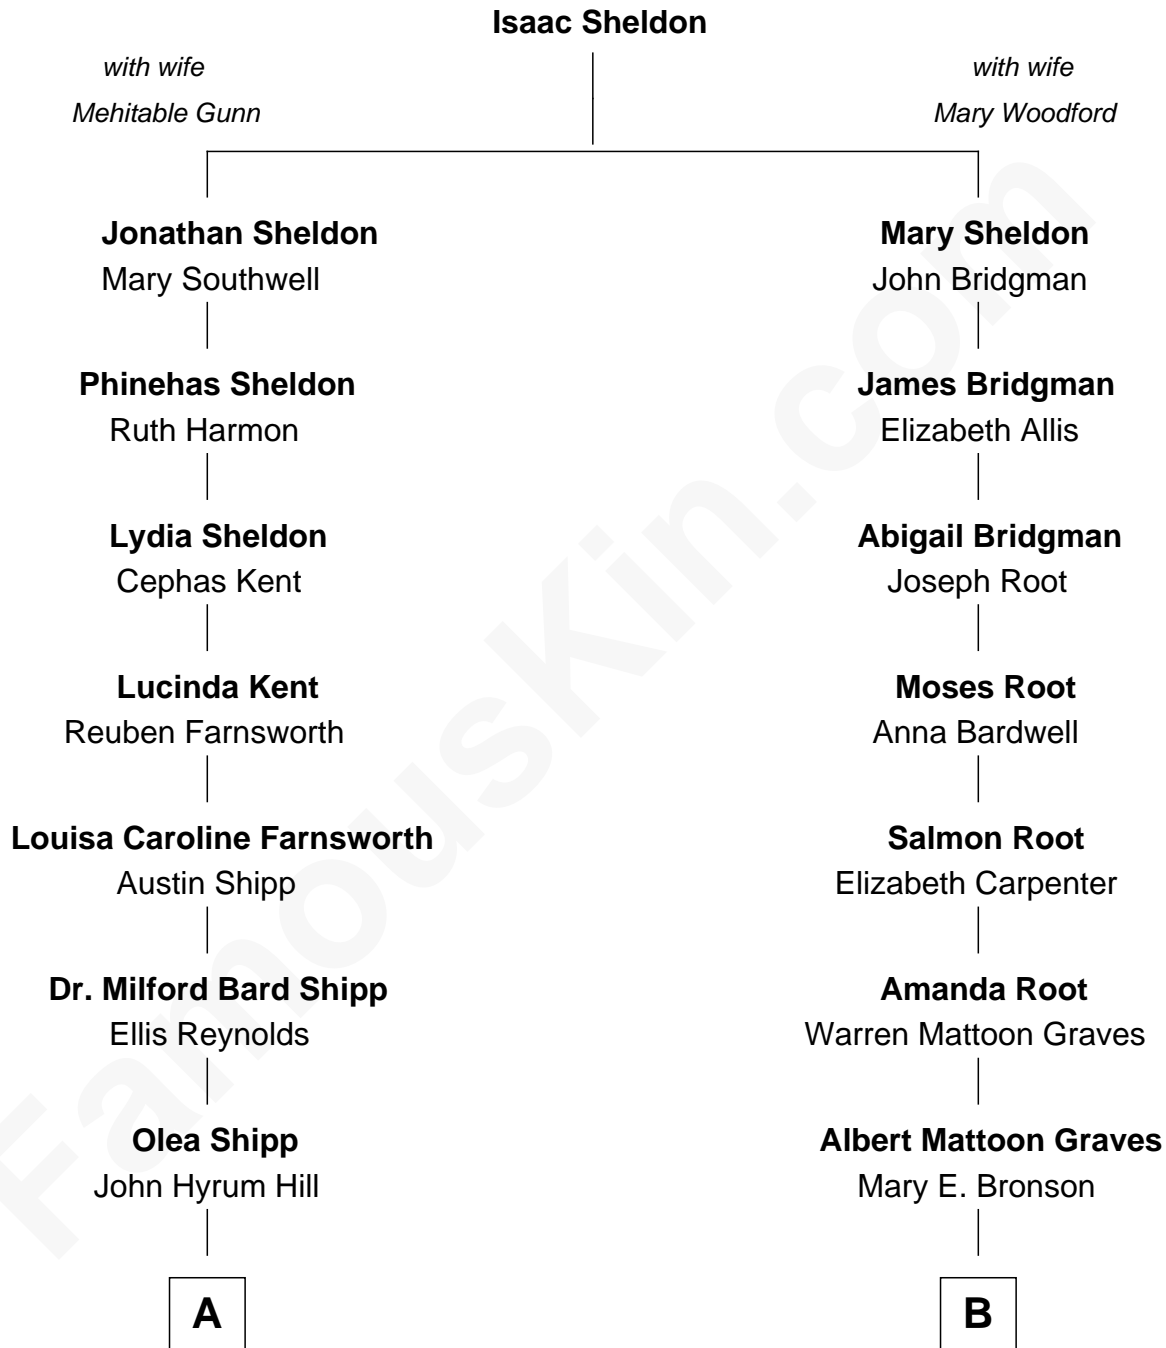 Isaac Sheldon
with wife
Mehitable Gunn
with wife
Mary Woodford
Jonathan Sheldon
Mary Southwell
Mary Sheldon
John Bridgman
Phinehas Sheldon
Ruth Harmon
James Bridgman
Elizabeth Allis
Lydia Sheldon
Cephas Kent
Abigail Bridgman
Joseph Root
Lucinda Kent
Reuben Farnsworth
Moses Root
Anna Bardwell
Louisa Caroline Farnsworth
Austin Shipp
Salmon Root
Elizabeth Carpenter
Dr. Milford Bard Shipp
Ellis Reynolds
Amanda Root
Warren Mattoon Graves
Olea Shipp
John Hyrum Hill
Albert Mattoon Graves
Mary E. Bronson
A
B
FamousKin.com